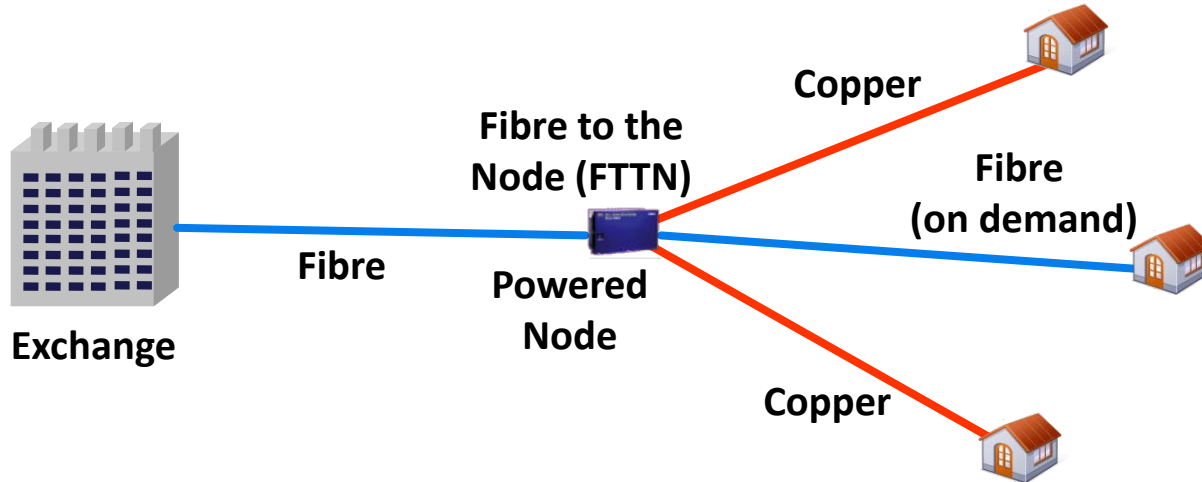 Copper
Fibre to the
Node (FTTN)
Fibre
(on demand)
Fibre
Powered
Node
Exchange
Copper